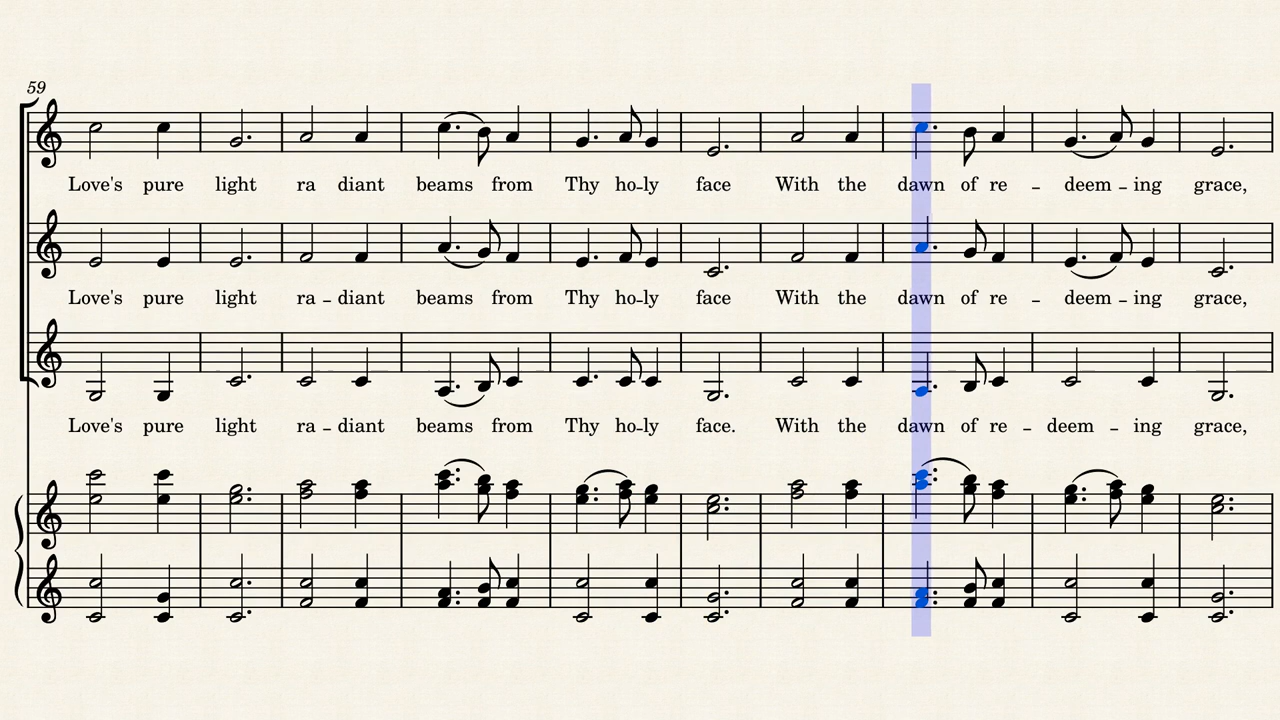 59
Love's pure light ra diant beams from Thy ho-ly face With the dawn of re - deem - ing grace,
Love's pure light ra - diant beams from Thy ho-ly face With the dawn of re - deem - ing grace,
Love's pure light ra - diant beams from Thy ho-ly face. With the dawn of re - deem - ing grace,